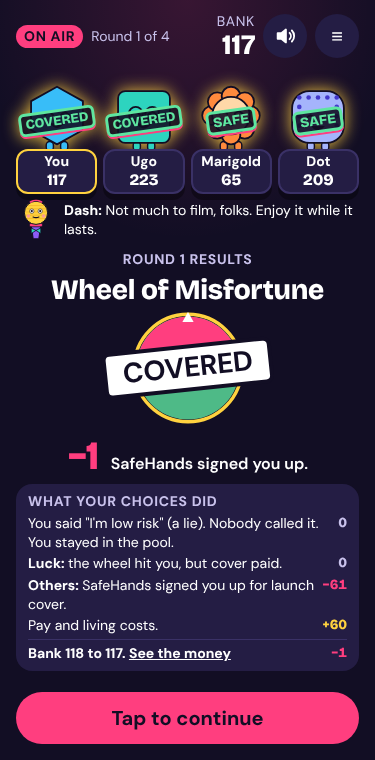 ON AIR Round 1 of 4 BANK 117
COVERED COVERED SAFE SAFE
You Ugo Marigold Dot
117 223 65 209
Dash: Not much to film, folks. Enjoy it while it
lasts.
ROUND 1 RESULTS
Wheel of Misfortune
COVERED
−1 SafeHands signed you up.
WHAT YOUR CHOICES DID
You said "I'm low risk" (a lie). Nobody called it. 0
You stayed in the pool.
Luck: the wheel hit you, but cover paid. 0
Others: SafeHands signed you up for launch −61
cover.
Pay and living costs. +60
Bank 118 to 117. See the money −1
Tap to continue